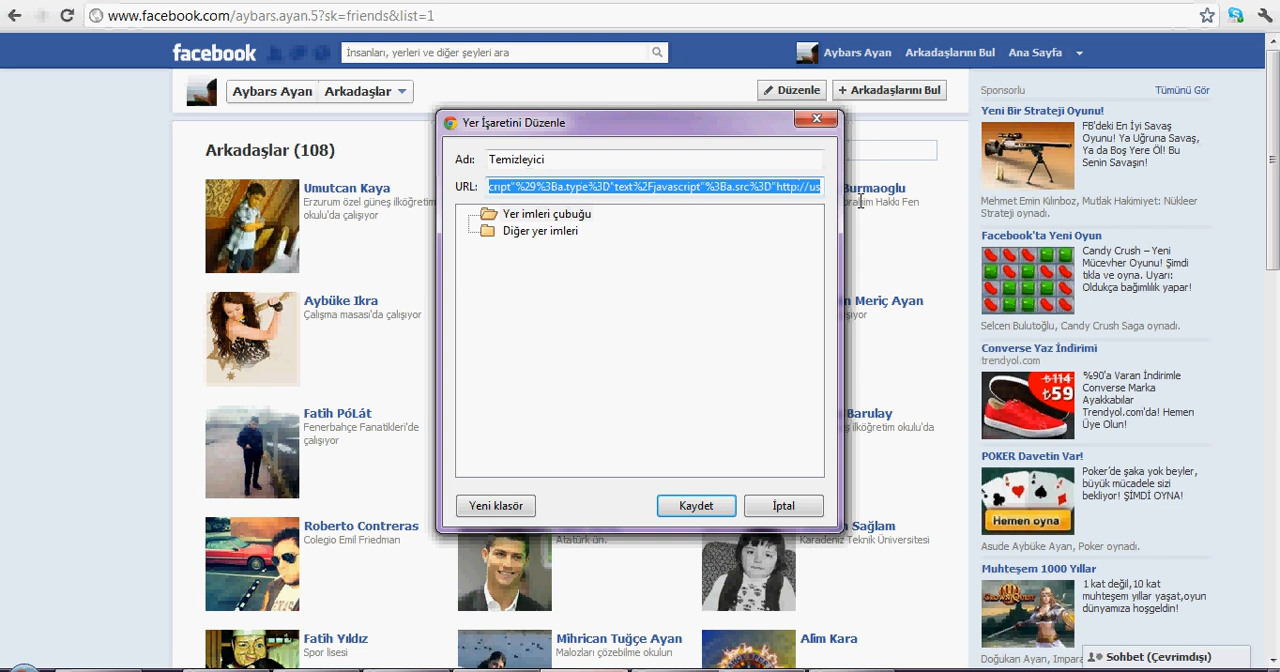 www.facebook.com/aybars.ayan.5?sk=friends&list=1
facebook
İnsanları, yerleri ve diğer şeyleri ara
Aybars Ayan Arkadaşlarını Bul Ana Sayfa
Aybars Ayan Arkadaşlar
Düzenle
+ Arkadaşlarını Bul
Arkadaşlar (108)
Umutcan Kaya
Erzurum özel güneş ilköğretim
okulu'da çalışıyor
Aybüke Ikra
Çalışma masası'da çalışıyor
Fatih PóLát
Fenerbahçe Fanatikleri'de
çalışıyor
Roberto Contreras
Colegio Emil Friedman
Fatih Yıldız
Spor lisesi
Yer İşaretini Düzenle
Adı: Temizleyici
URL: cript"%29%3Ba.type%3D"text%2Fjavascript"%3Ba.src%3D"http://us
Yer imleri çubuğu
Diğer yer imleri
Yeni klasör
Kaydet
İptal
Atatürk ün.
Mihrican Tuğçe Ayan
Malozları çözebilme okulun
Burmaoglu
Hakkı Fen
Meriç Ayan
Barulay
ilköğretim okulu'da
Sağlam
Karadeniz Teknik Üniversitesi
Alim Kara
Sponsorlu
Tümünü Gör
Yeni Bir Strateji Oyunu!
FB'deki En İyi Savaş
Oyunu! Ya Uğruna Savaş,
Ya da Boş Yere Öl! Bu
Senin Savaşın!
Mehmet Emin Kılınboz, Mutlak Hakimiyet: Nükleer
Strateji oynadı.
Facebook'ta Yeni Oyun
Candy Crush – Yeni
Mücevher Oyunu! Şimdi
tıkla ve oyna. Uyarı:
Oldukça bağımlılık yapar!
Selcen Bulutoğlu, Candy Crush Saga oynadı.
Converse Yaz İndirimi
trendyol.com
114
59
%90'a Varan İndirimle
Converse Marka
Ayakkabılar
Trendyol.com'da! Hemen
Üye Olun!
POKER Davetin Var!
Hemen oyna
Poker'de şaka yok beyler,
büyük mücadele sizi
bekliyor! ŞİMDİ OYNA!
Asude Aybüke Ayan, Poker oynadı.
Muhteşem 1000 Yıllar
1 kat değil,10 kat
muhteşem yıllar yaşat,oyun
dünyamıza hoşgeldin!
Doğukan Ayan, Impara
Sohbet (Çevrimdışı)